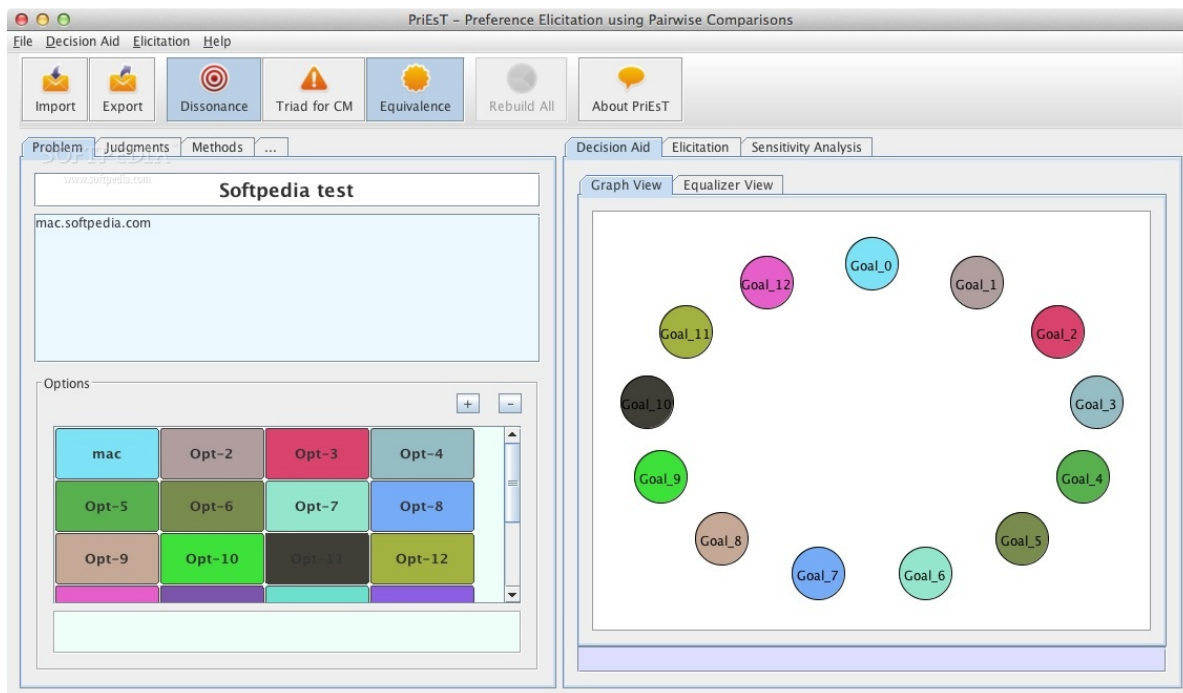 PriEsT – Preference Elicitation using Pairwise Comparisons
File Decision Aid Elicitation Help
Import Export Dissonance Triad for CM Equivalence Rebuild All About PriEsT
Problem Judgments Methods ...
SOFTPEDIA
www.softpedia.com
Softpedia test
mac.softpedia.com
Options
+ -
mac Opt-2 Opt-3 Opt-4
Opt-5 Opt-6 Opt-7 Opt-8
Opt-9 Opt-10 Opt-11 Opt-12
Decision Aid Elicitation Sensitivity Analysis
Graph View Equalizer View
Goal_0
Goal_12 Goal_1
Goal_11 Goal_2
Goal_10 Goal_3
Goal_9 Goal_4
Goal_8 Goal_5
Goal_7 Goal_6